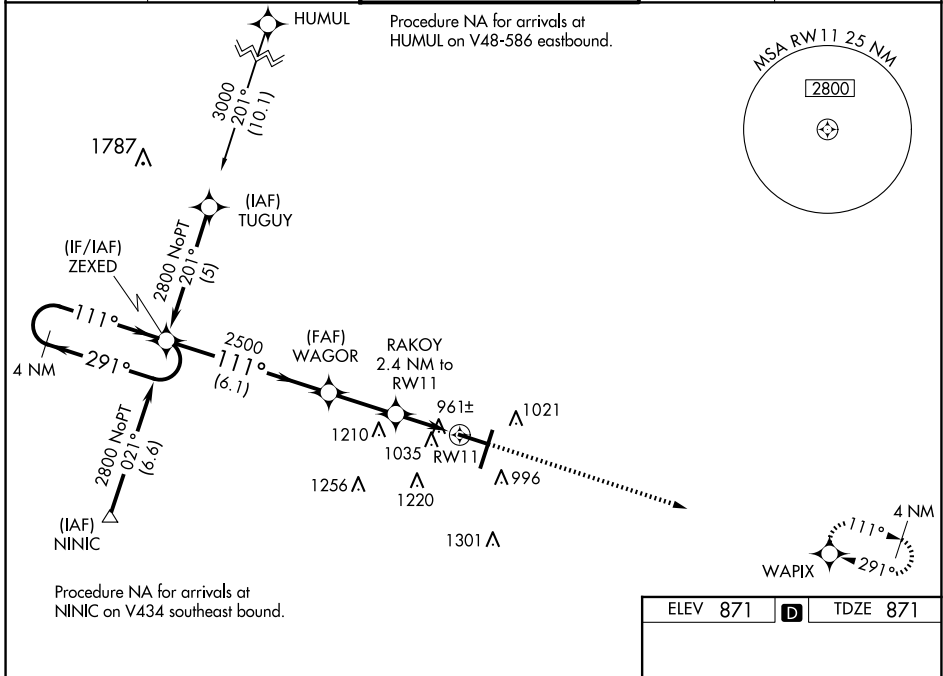 HUMUL
Procedure NA for arrivals at
HUMUL on V48-586 eastbound.
MSA RW11 25 NM
2800
3000
201°
(10.1)
1787
(IAF)
TUGUY
(IF/IAF)
ZEXED
2800 NoPT
201°
(5)
111°
4 NM
291°
2500
111°
(6.1)
(FAF)
WAGOR
RAKOY
2.4 NM to
RW11
961±
1021
1210
1035
RW11
2800 NoPT
021°
(6.6)
1256
1220
996
(IAF)
NINIC
1301
4 NM
111°
291°
WAPIX
Procedure NA for arrivals at
NINIC on V434 southeast bound.
ELEV 871 D TDZE 871